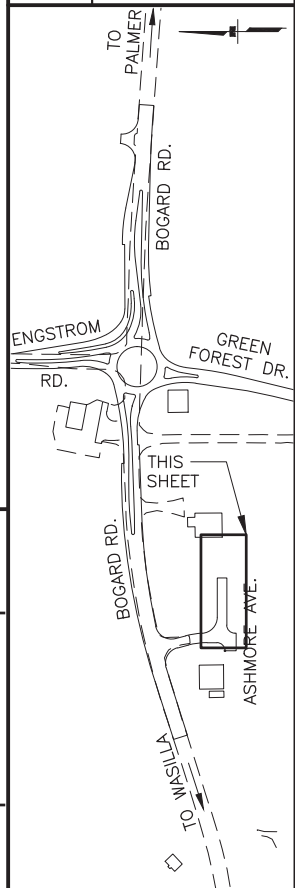 TO
PALMER
BOGARD RD.
ENGSTROM
RD.
GREEN
FOREST DR.
THIS
SHEET
BOGARD RD.
ASHMORE AVE.
TO WASILLA